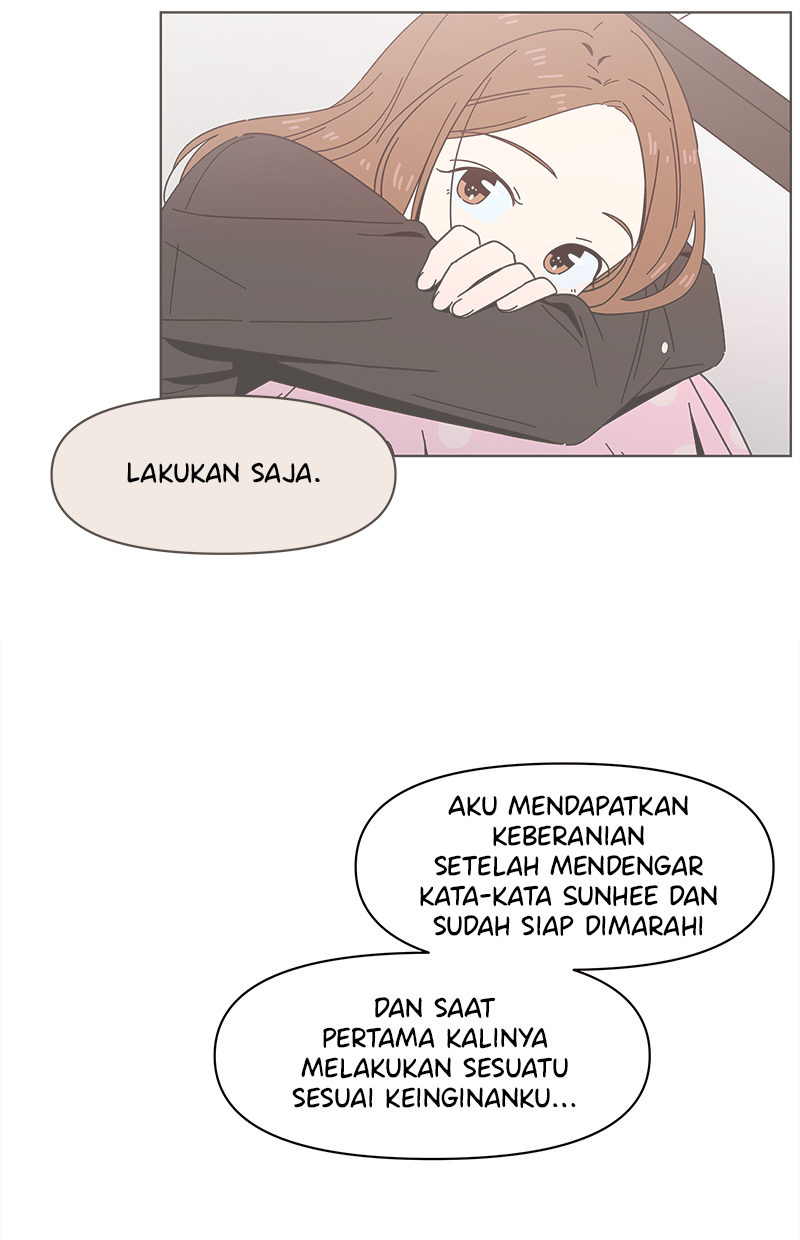 LAKUKAN SAJA.
AKU MENDAPATKAN
KEBERANIAN
SETELAH MENDENGAR
KATA-KATA SUNHEE DAN
SUDAH SIAP DIMARAHI
DAN SAAT
PERTAMA KALINYA
MELAKUKAN SESUATU
SESUAI KEINGINANKU...